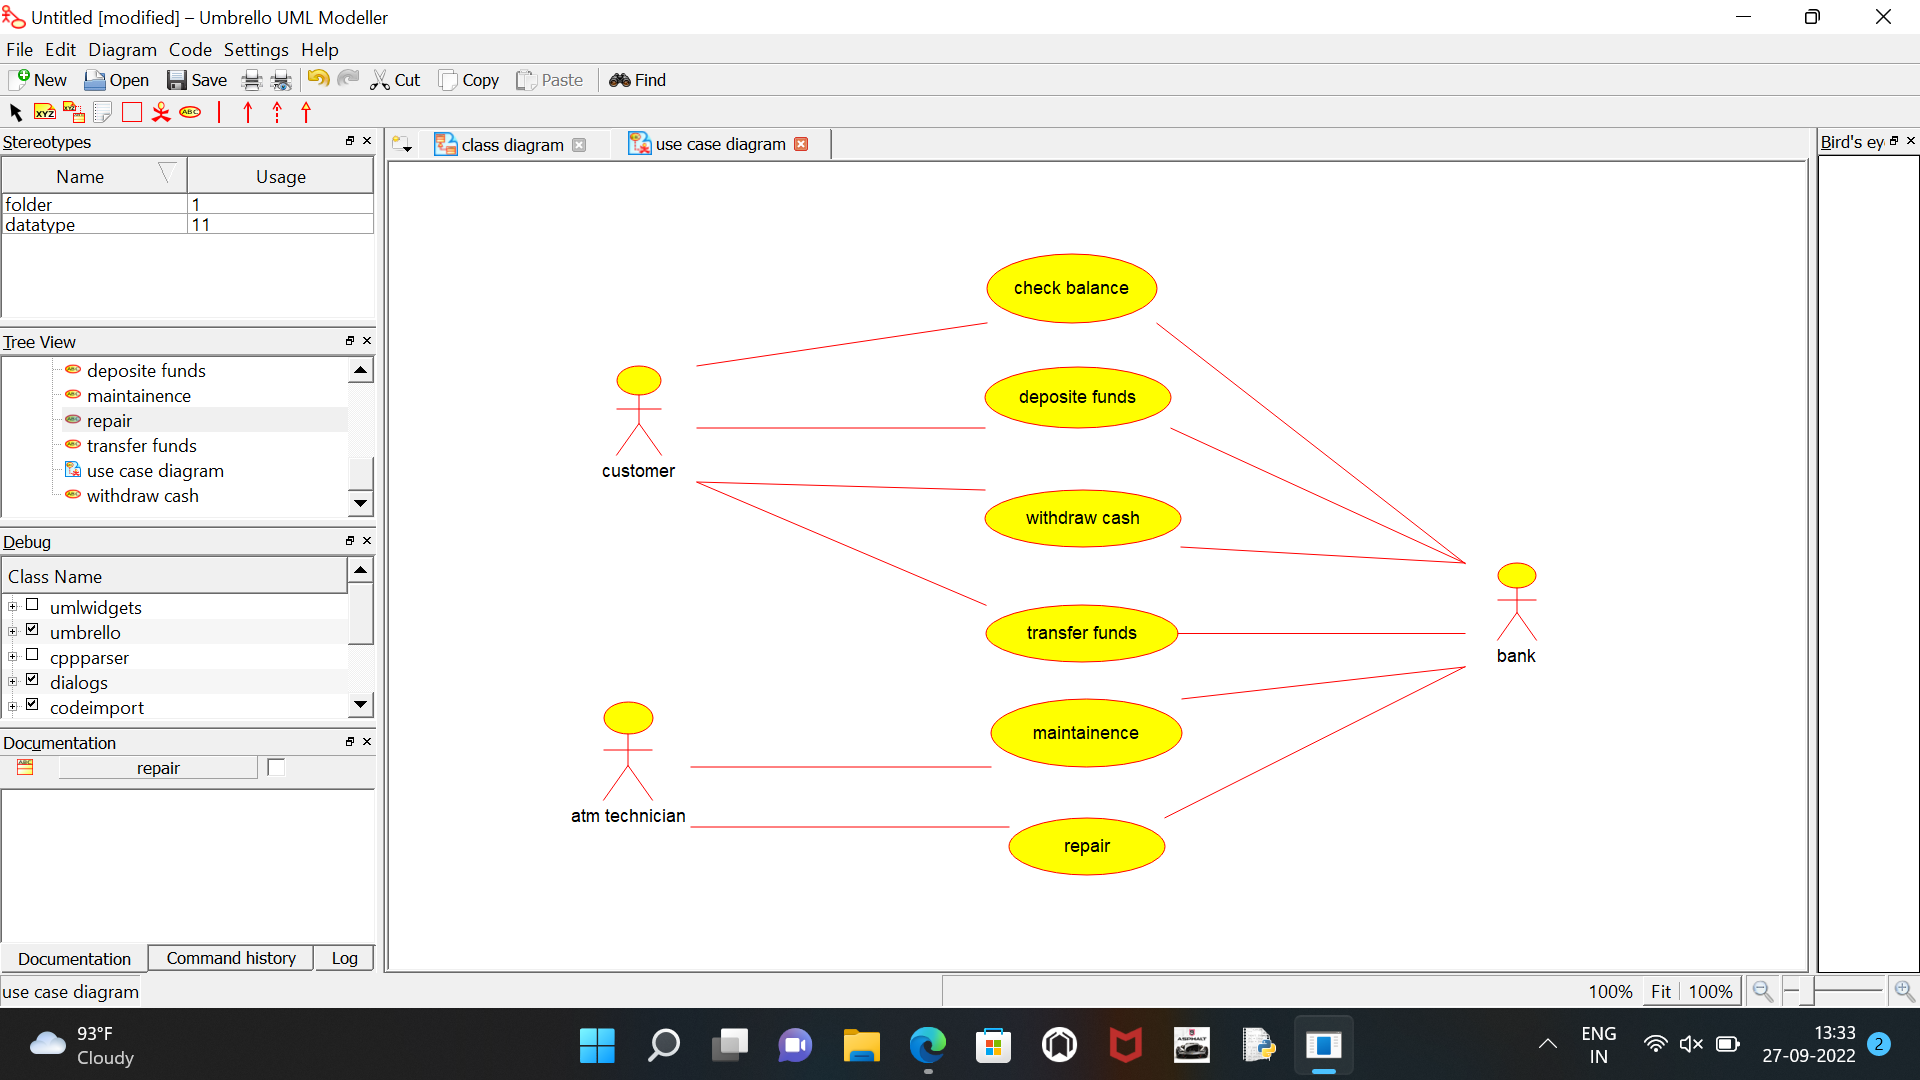 Untitled [modified] – Umbrello UML Modeller
File Edit Diagram Code Settings Help
New Open Save Cut Copy Paste Find
XYZ XYZ ABC
Stereotypes
Name Usage
folder 1
datatype 11
Tree View
deposite funds
maintainence
repair
transfer funds
use case diagram
withdraw cash
Debug
Class Name
umlwidgets
umbrello
cppparser
dialogs
codeimport
Documentation
repair
Documentation Command history Log
use case diagram
class diagram use case diagram
check balance
deposite funds
customer
withdraw cash
transfer funds
bank
maintainence
atm technician
repair
Bird's ey
100% Fit 100%
93°F
Cloudy
ASPHALT
ENG
IN
13:33
27-09-2022
2